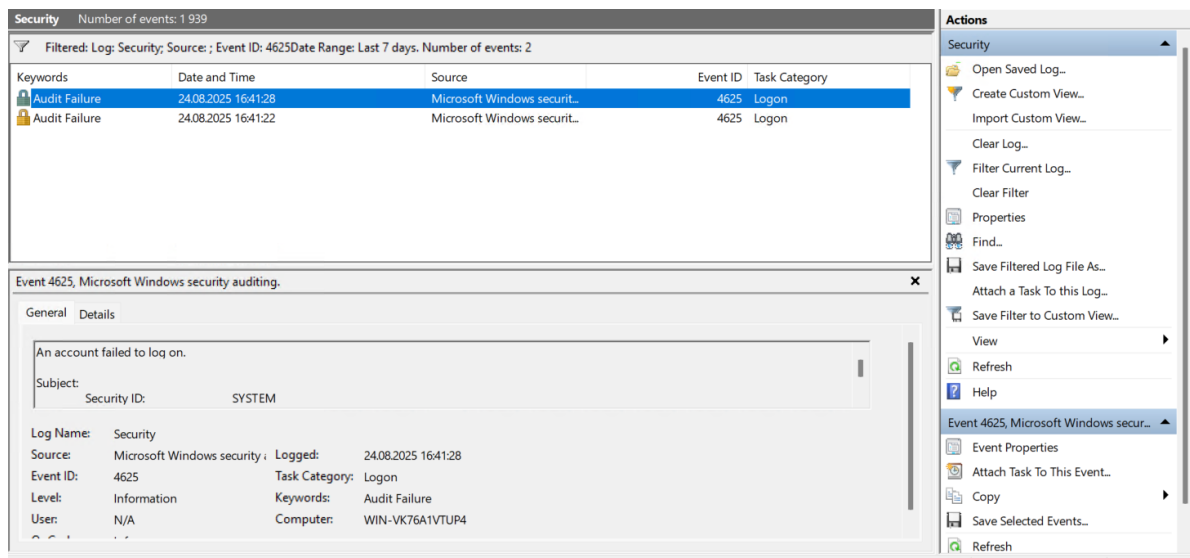 Security Number of events: 1 939
Filtered: Log: Security; Source: ; Event ID: 4625Date Range: Last 7 days. Number of events: 2
Keywords Date and Time Source Event ID Task Category
Audit Failure 24.08.2025 16:41:28 Microsoft Windows securit... 4625 Logon
Audit Failure 24.08.2025 16:41:22 Microsoft Windows securit... 4625 Logon
Event 4625, Microsoft Windows security auditing.
General Details
An account failed to log on.
Subject:
Security ID: SYSTEM
Log Name: Security
Source: Microsoft Windows security Logged: 24.08.2025 16:41:28
Event ID: 4625 Task Category: Logon
Level: Information Keywords: Audit Failure
User: N/A Computer: WIN-VK76A1VTUP4
Actions
Security
Open Saved Log...
Create Custom View...
Import Custom View...
Clear Log...
Filter Current Log...
Clear Filter
Properties
Find...
Save Filtered Log File As...
Attach a Task To this Log...
Save Filter to Custom View...
View
Refresh
Help
Event 4625, Microsoft Windows secur...
Event Properties
Attach Task To This Event...
Copy
Save Selected Events...
Refresh